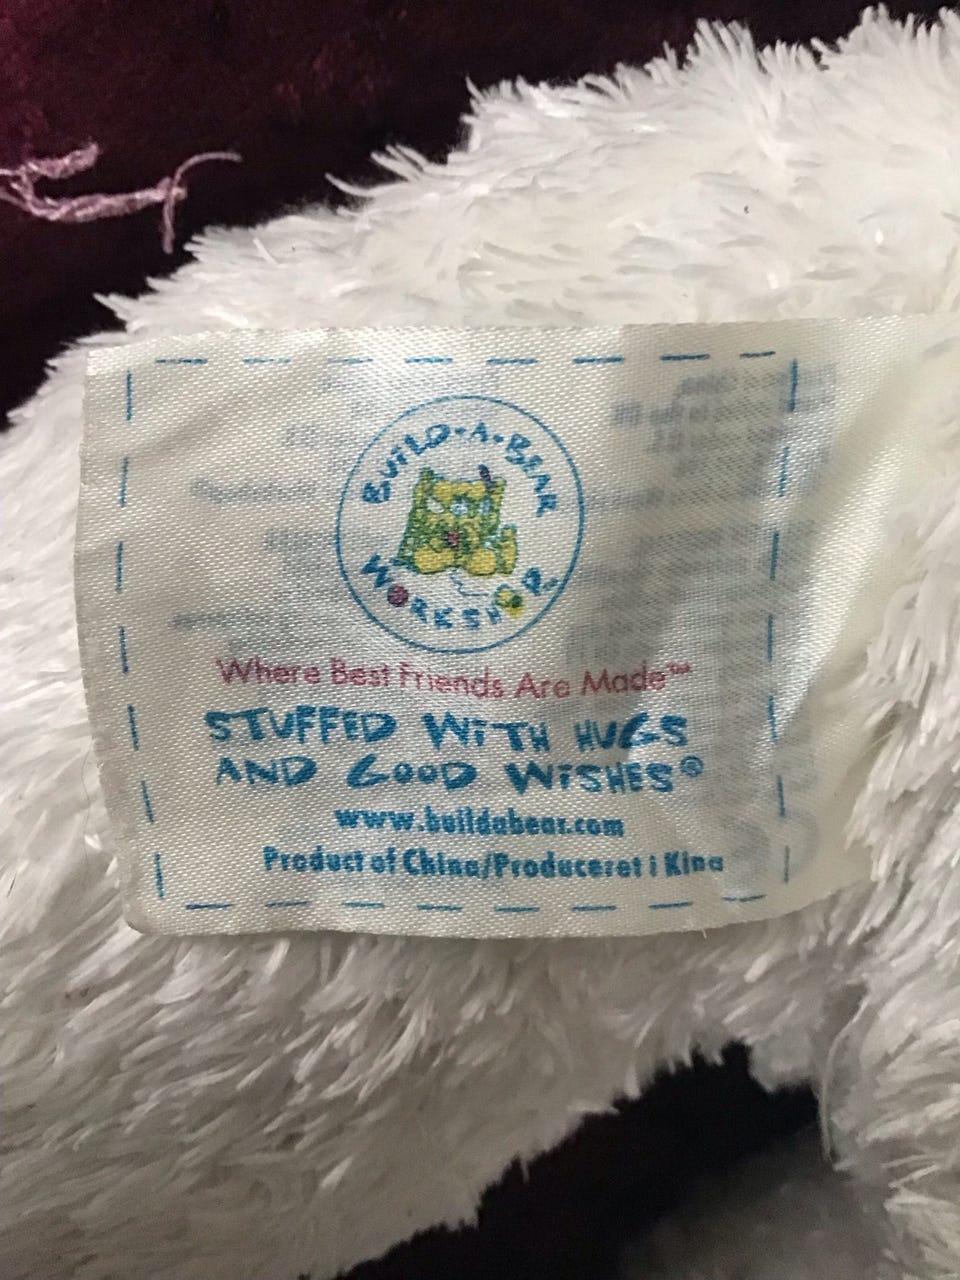 BUILD-A-BEAR
WORKSHOP
Where Best Friends Are Made™
STUFFED WITH HUGS
AND GOOD WISHES®
www.buildabear.com
Product of China/Produceret i Kina